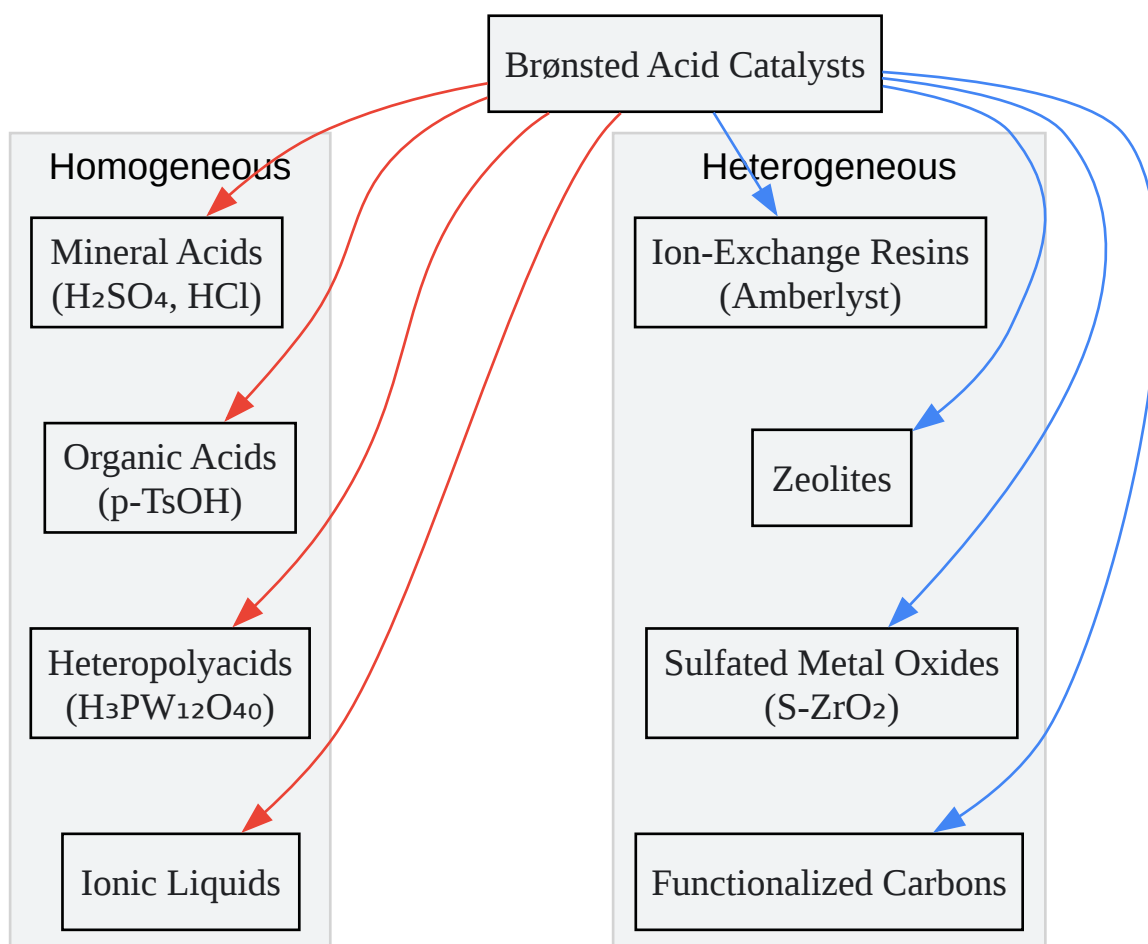 Brønsted Acid Catalysts
Homogeneous
Mineral Acids
(H₂SO₄, HCl)
Organic Acids
(p-TsOH)
Heteropolyacids
(H₃PW₁₂O₄₀)
Ionic Liquids
Heterogeneous
Ion-Exchange Resins
(Amberlyst)
Zeolites
Sulfated Metal Oxides
(S-ZrO₂)
Functionalized Carbons